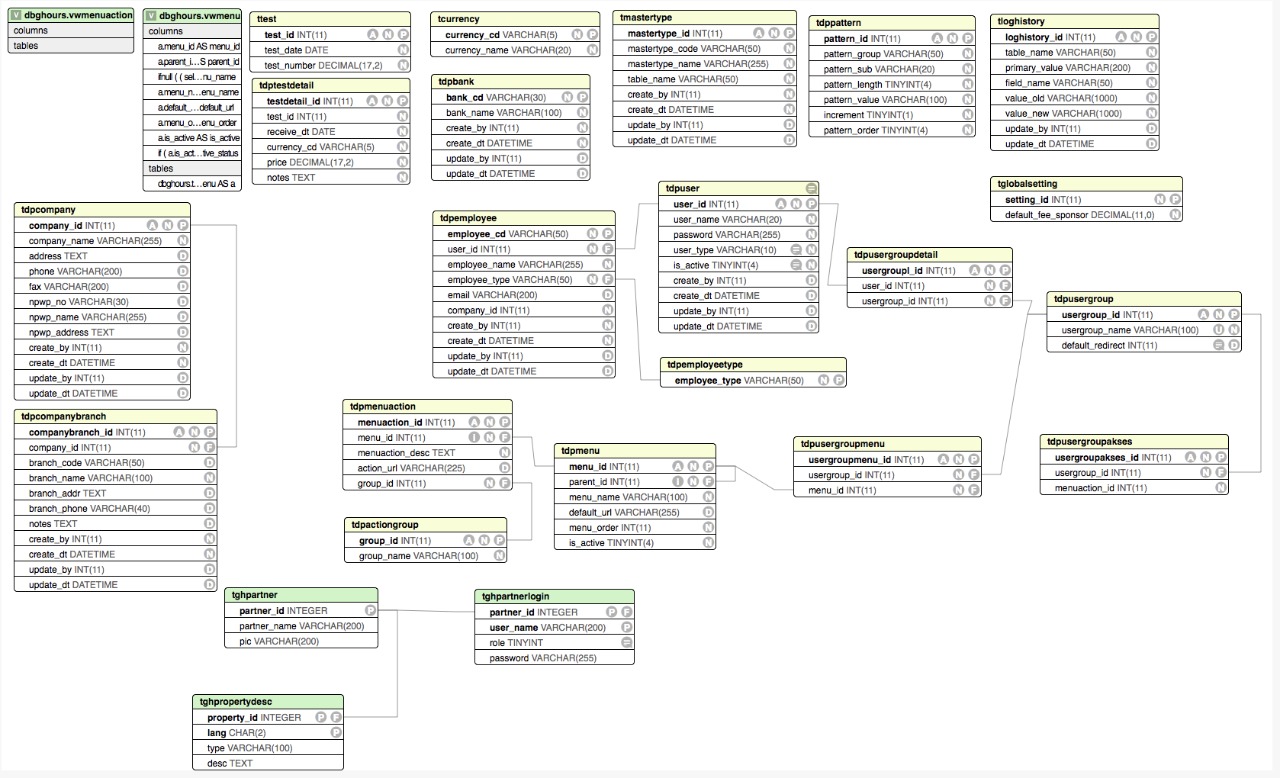 V dbghours.vwmenuaction
columns
tables
V dbghours.vwmenu
columns
a.menu_id AS menu_id
a.parent_i...S parent_id
ifnull ( ( sel...nu_name
a.menu_n...enu_name
a.default_...default_url
a.menu_o...enu_order
a.is_active AS is_active
if ( a.is_act...tive_status
tables
dbghours.t...enu AS a
ttest
test_id INT(11) A N P
test_date DATE N
test_number DECIMAL(17,2) N
tdptestdetail
testdetail_id INT(11) A N P
test_id INT(11) N
receive_dt DATE N
currency_cd VARCHAR(5) N
price DECIMAL(17,2) N
notes TEXT N
tcurrency
currency_cd VARCHAR(5) N P
currency_name VARCHAR(20) N
tdpbank
bank_cd VARCHAR(30) N P
bank_name VARCHAR(100) N
create_by INT(11) N
create_dt DATETIME N
update_by INT(11) D
update_dt DATETIME D
tmastertype
mastertype_id INT(11) A N P
mastertype_code VARCHAR(50) N
mastertype_name VARCHAR(255) N
table_name VARCHAR(50) N
create_by INT(11) N
create_dt DATETIME N
update_by INT(11) D
update_dt DATETIME D
tdppattern
pattern_id INT(11) A N P
pattern_group VARCHAR(50) N
pattern_sub VARCHAR(20) N
pattern_length TINYINT(4) N
pattern_value VARCHAR(100) N
increment TINYINT(1) N
pattern_order TINYINT(4) N
tloghistory
loghistory_id INT(11) A N P
table_name VARCHAR(50) N
primary_value VARCHAR(200) N
field_name VARCHAR(50) N
value_old VARCHAR(1000) N
value_new VARCHAR(1000) N
update_by INT(11) D
update_dt DATETIME D
tglobalsetting
setting_id INT(11) N P
default_fee_sponsor DECIMAL(11,0) N
tdpcompany
company_id INT(11) A N P
company_name VARCHAR(255) N
address TEXT D
phone VARCHAR(200) D
fax VARCHAR(200) D
npwp_no VARCHAR(30) D
npwp_name VARCHAR(255) D
npwp_address TEXT D
create_by INT(11) N
create_dt DATETIME N
update_by INT(11) D
update_dt DATETIME D
tdpcompanybranch
companybranch_id INT(11) A N P
company_id INT(11) N F
branch_code VARCHAR(50) D
branch_name VARCHAR(100) N
branch_addr TEXT D
branch_phone VARCHAR(40) D
notes TEXT N
create_by INT(11) N
create_dt DATETIME N
update_by INT(11) D
update_dt DATETIME D
tdpemployee
employee_cd VARCHAR(50) N P
user_id INT(11) N F
employee_name VARCHAR(255) N
employee_type VARCHAR(50) N F
email VARCHAR(200) D
company_id INT(11) N
create_by INT(11) N
create_dt DATETIME N
update_by INT(11) D
update_dt DATETIME D
tdpuser =
user_id INT(11) A N P
user_name VARCHAR(20) N
password VARCHAR(255) N
user_type VARCHAR(10) = N
is_active TINYINT(4) = N
create_by INT(11) D
create_dt DATETIME D
update_by INT(11) D
update_dt DATETIME D
tdpemployeetype
employee_type VARCHAR(50) N P
tdpusergroupdetail
usergroupl_id INT(11) A N P
user_id INT(11) N F
usergroup_id INT(11) N F
tdpusergroup
usergroup_id INT(11) A N P
usergroup_name VARCHAR(100) U N
default_redirect INT(11) = D
tdpmenuaction
menuaction_id INT(11) A N P
menu_id INT(11) I N F
menuaction_desc TEXT N
action_url VARCHAR(225) D
group_id INT(11) N F
tdpactiongroup
group_id INT(11) A N P
group_name VARCHAR(100) N
tdpmenu
menu_id INT(11) A N P
parent_id INT(11) I N F
menu_name VARCHAR(100) N
default_url VARCHAR(255) D
menu_order INT(11) N
is_active TINYINT(4) N
tdpusergroupmenu
usergroupmenu_id INT(11) A N P
usergroup_id INT(11) N F
menu_id INT(11) N F
tdpusergroupakses
usergroupakses_id INT(11) A N P
usergroup_id INT(11) N F
menuaction_id INT(11) N
tghpartner
partner_id INTEGER P
partner_name VARCHAR(200)
pic VARCHAR(200)
tghpartnerlogin
partner_id INTEGER P F
user_name VARCHAR(200) P
role TINYINT =
password VARCHAR(255)
tghpropertydesc
property_id INTEGER P F
lang CHAR(2) P
type VARCHAR(100)
desc TEXT